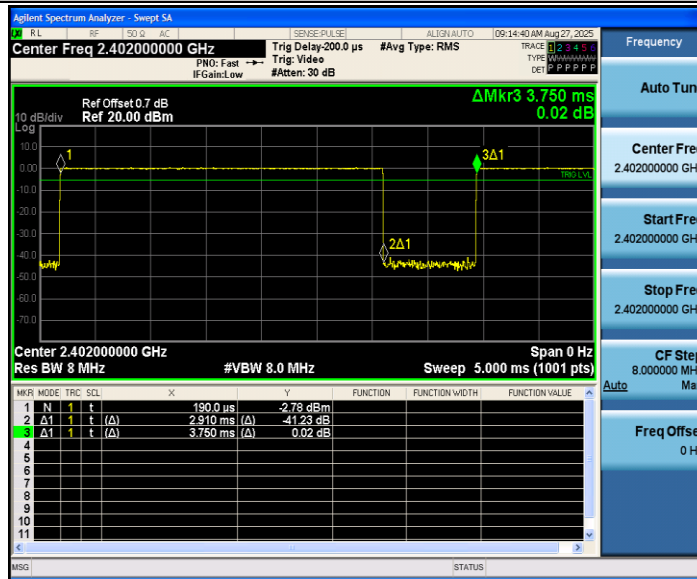 Agilent Spectrum Analyzer - Swept SA
RL RF 50 Ω AC SENSE:PULSE ALIGN AUTO 09:14:40 AM Aug 27, 2025
Center Freq 2.402000000 GHz
PNO: Fast
IFGain:Low
Trig Delay-200.0 µs
Trig: Video
#Atten: 30 dB
#Avg Type: RMS
TRACE 1 2 3 4 5 6
TYPE
DET P P P P P P
Ref Offset 0.7 dB
Ref 20.00 dBm
ΔMkr3 3.750 ms
0.02 dB
10 dB/div
Log
10.0
0.00
-10.0
-20.0
-30.0
-40.0
-50.0
-60.0
-70.0
1
2Δ1
3Δ1
TRIG LVL
Center 2.402000000 GHz Span 0 Hz
Res BW 8 MHz #VBW 8.0 MHz Sweep 5.000 ms (1001 pts)
MKR MODE TRC SCL X Y FUNCTION FUNCTION WIDTH FUNCTION VALUE
1 N 1 t 190.0 µs -2.78 dBm
2 Δ1 1 t (Δ) 2.910 ms (Δ) -41.23 dB
3 Δ1 1 t (Δ) 3.750 ms (Δ) 0.02 dB
4
5
6
7
8
9
10
11
MSG STATUS
Frequency
Auto Tun
Center Fre
2.402000000 GH
Start Fre
2.402000000 GH
Stop Fre
2.402000000 GH
CF Ste
8.000000 MH
Auto Ma
Freq Offse
0 H